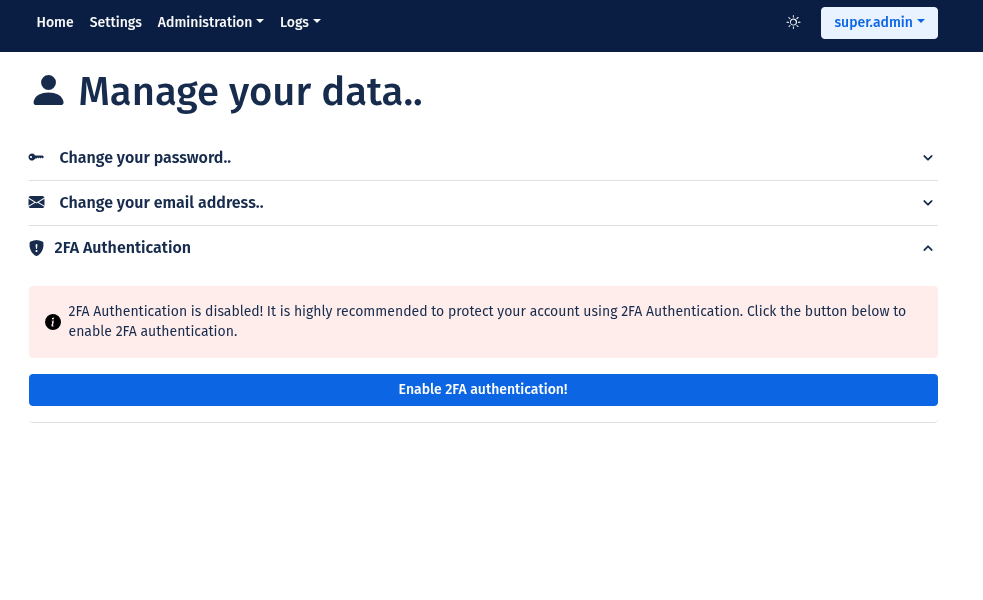 Home Settings Administration Logs super.admin
Manage your data..
Change your password..
Change your email address..
2FA Authentication
2FA Authentication is disabled! It is highly recommended to protect your account using 2FA Authentication. Click the button below to
enable 2FA authentication.
Enable 2FA authentication!